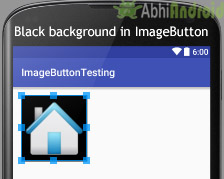 AbhiAndroid
Black background in ImageButton
6:00
ImageButtonTesting